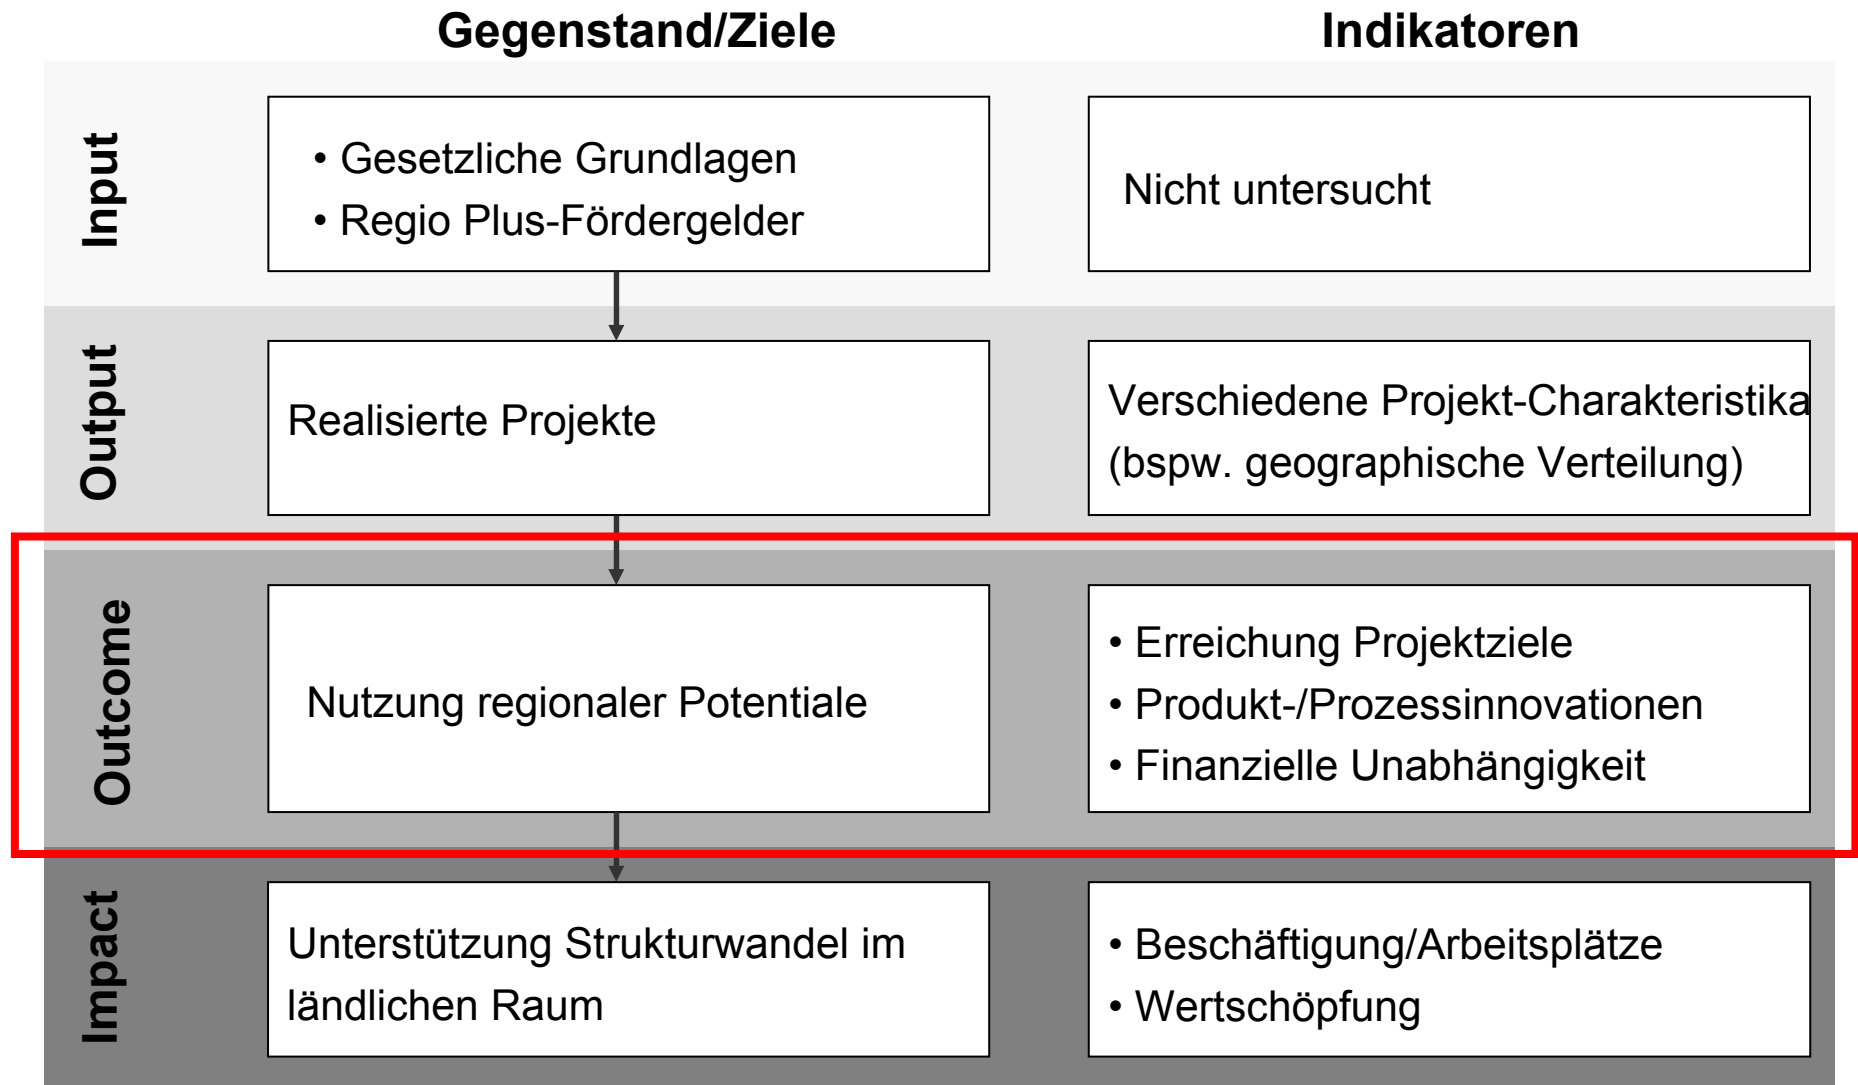 Gegenstand/Ziele
Indikatoren
Input
• Gesetzliche Grundlagen
• Regio Plus-Fördergelder
Nicht untersucht
Output
Realisierte Projekte
Verschiedene Projekt-Charakteristika
(bspw. geographische Verteilung)
Outcome
Nutzung regionaler Potentiale
• Erreichung Projektziele
• Produkt-/Prozessinnovationen
• Finanzielle Unabhängigkeit
Impact
Unterstützung Strukturwandel im
ländlichen Raum
• Beschäftigung/Arbeitsplätze
• Wertschöpfung